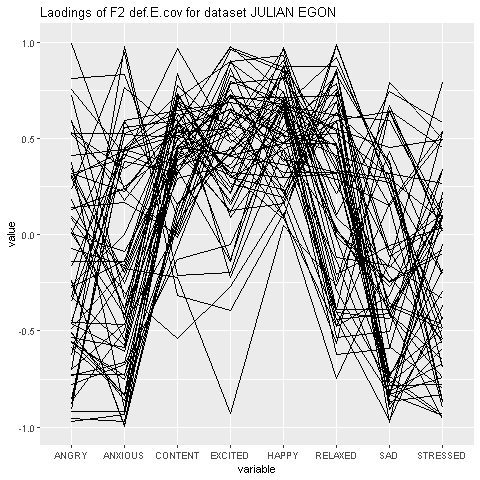 Laodings of F2 def.E.cov for dataset JULIAN EGON
1.0
0.5
0.0
-0.5
-1.0
value
ANGRY ANXIOUS CONTENT EXCITED HAPPY RELAXED SAD STRESSED
variable